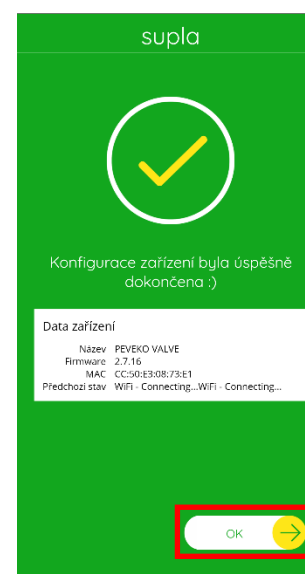 supla
Konfigurace zařízení byla úspěšně
dokončena :)
Data zařízení
Název PEVEKO VALVE
Firmware 2.7.16
MAC CC:50:E3:08:73:E1
Předchozí stav WiFi - Connecting...WiFi - Connecting...
OK